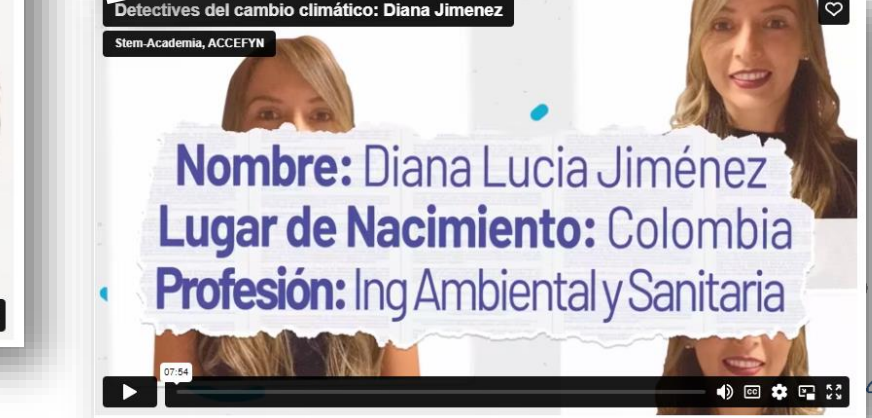 Detectives del cambio climático: Diana Jimenez
Stem-Academia, ACCEFYN
Nombre: Diana Lucia Jiménez
Lugar de Nacimiento: Colombia
Profesión: Ing Ambiental y Sanitaria
07:54
CC